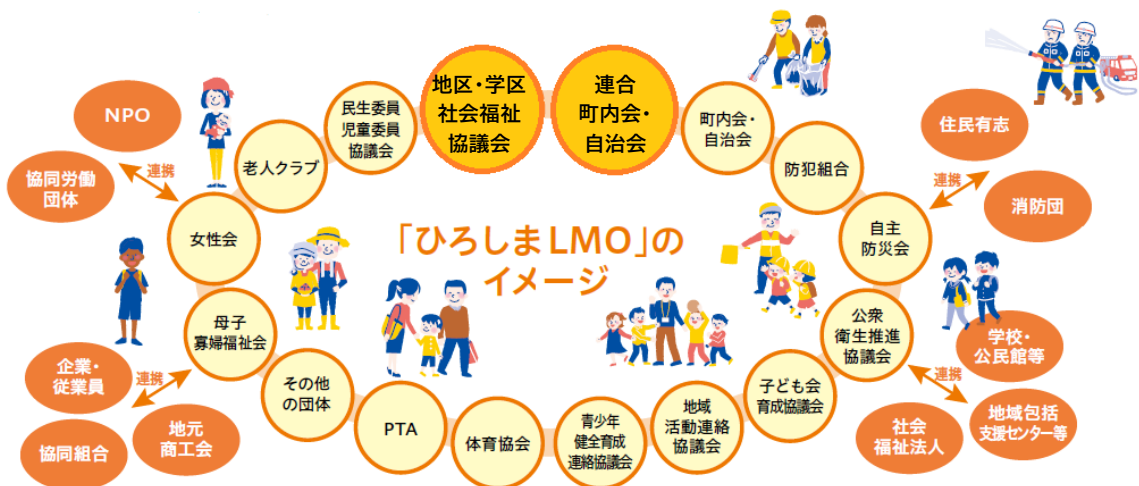 「ひろしまLMO」の
イメージ
地区・学区
社会福祉
協議会
連合
町内会・
自治会
町内会・
自治会
防犯組合
自主
防災会
公衆
衛生推進
協議会
子ども会
育成協議会
地域
活動連絡
協議会
青少年
健全育成
連絡協議会
体育協会
PTA
その他
の団体
母子
寡婦福祉会
女性会
老人クラブ
民生委員
児童委員
協議会
NPO
協同労働
団体
連携
住民有志
消防団
連携
企業・
従業員
協同組合
地元
商工会
連携
学校・
公民館等
社会
福祉法人
地域包括
支援センター等
連携